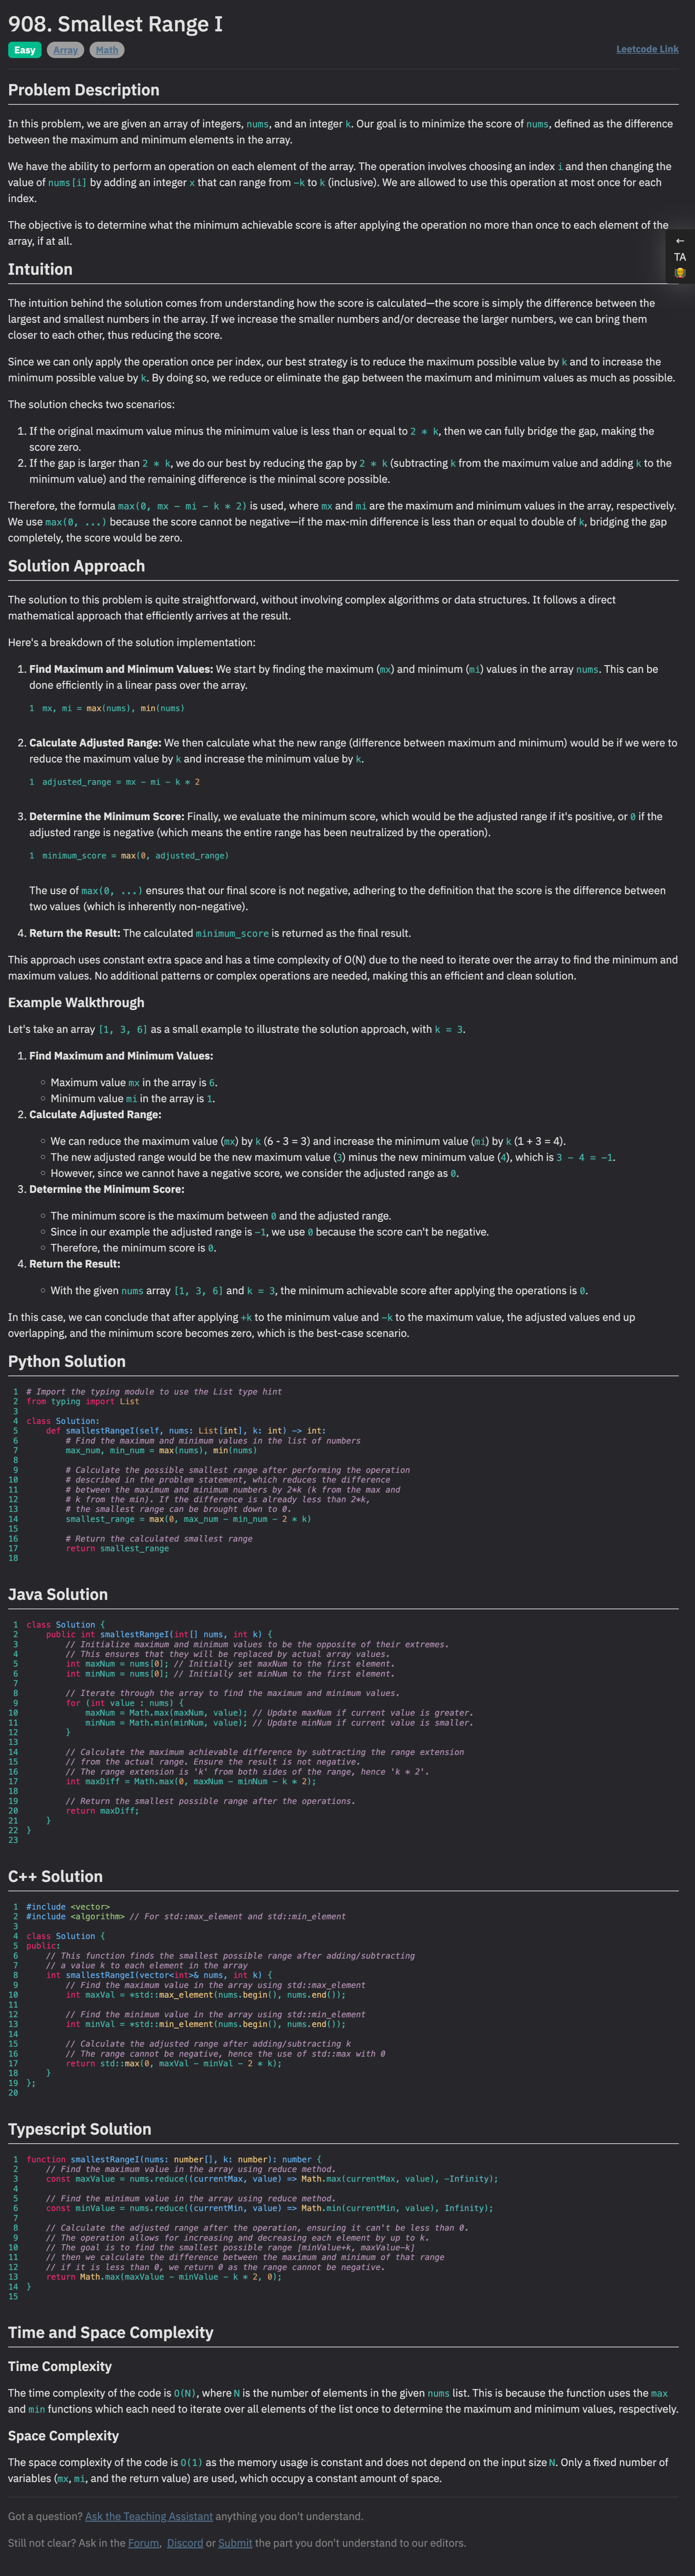 908. Smallest Range I
Easy Array Math Leetcode Link
Problem Description
In this problem, we are given an array of integers, nums, and an integer k. Our goal is to minimize the score of nums, defined as the difference
between the maximum and minimum elements in the array.
We have the ability to perform an operation on each element of the array. The operation involves choosing an index i and then changing the
value of nums[i] by adding an integer x that can range from -k to k (inclusive). We are allowed to use this operation at most once for each
index.
The objective is to determine what the minimum achievable score is after applying the operation no more than once to each element of the
array, if at all.
←
TA
Intuition
The intuition behind the solution comes from understanding how the score is calculated—the score is simply the difference between the
largest and smallest numbers in the array. If we increase the smaller numbers and/or decrease the larger numbers, we can bring them
closer to each other, thus reducing the score.
Since we can only apply the operation once per index, our best strategy is to reduce the maximum possible value by k and to increase the
minimum possible value by k. By doing so, we reduce or eliminate the gap between the maximum and minimum values as much as possible.
The solution checks two scenarios:
1. If the original maximum value minus the minimum value is less than or equal to 2 * k, then we can fully bridge the gap, making the
score zero.
2. If the gap is larger than 2 * k, we do our best by reducing the gap by 2 * k (subtracting k from the maximum value and adding k to the
minimum value) and the remaining difference is the minimal score possible.
Therefore, the formula max(0, mx - mi - k * 2) is used, where mx and mi are the maximum and minimum values in the array, respectively.
We use max(0, ...) because the score cannot be negative—if the max-min difference is less than or equal to double of k, bridging the gap
completely, the score would be zero.
Solution Approach
The solution to this problem is quite straightforward, without involving complex algorithms or data structures. It follows a direct
mathematical approach that efficiently arrives at the result.
Here's a breakdown of the solution implementation:
1. Find Maximum and Minimum Values: We start by finding the maximum (mx) and minimum (mi) values in the array nums. This can be
done efficiently in a linear pass over the array.
1 mx, mi = max(nums), min(nums)
2. Calculate Adjusted Range: We then calculate what the new range (difference between maximum and minimum) would be if we were to
reduce the maximum value by k and increase the minimum value by k.
1 adjusted_range = mx - mi - k * 2
3. Determine the Minimum Score: Finally, we evaluate the minimum score, which would be the adjusted range if it's positive, or 0 if the
adjusted range is negative (which means the entire range has been neutralized by the operation).
1 minimum_score = max(0, adjusted_range)
The use of max(0, ...) ensures that our final score is not negative, adhering to the definition that the score is the difference between
two values (which is inherently non-negative).
4. Return the Result: The calculated minimum_score is returned as the final result.
This approach uses constant extra space and has a time complexity of O(N) due to the need to iterate over the array to find the minimum and
maximum values. No additional patterns or complex operations are needed, making this an efficient and clean solution.
Example Walkthrough
Let's take an array [1, 3, 6] as a small example to illustrate the solution approach, with k = 3.
1. Find Maximum and Minimum Values:
○ Maximum value mx in the array is 6.
○ Minimum value mi in the array is 1.
2. Calculate Adjusted Range:
○ We can reduce the maximum value (mx) by k (6 - 3 = 3) and increase the minimum value (mi) by k (1 + 3 = 4).
○ The new adjusted range would be the new maximum value (3) minus the new minimum value (4), which is 3 - 4 = -1.
○ However, since we cannot have a negative score, we consider the adjusted range as 0.
3. Determine the Minimum Score:
○ The minimum score is the maximum between 0 and the adjusted range.
○ Since in our example the adjusted range is -1, we use 0 because the score can't be negative.
○ Therefore, the minimum score is 0.
4. Return the Result:
○ With the given nums array [1, 3, 6] and k = 3, the minimum achievable score after applying the operations is 0.
In this case, we can conclude that after applying +k to the minimum value and -k to the maximum value, the adjusted values end up
overlapping, and the minimum score becomes zero, which is the best-case scenario.
Python Solution
1 # Import the typing module to use the List type hint
2 from typing import List
3
4 class Solution:
5     def smallestRangeI(self, nums: List[int], k: int) -> int:
6         # Find the maximum and minimum values in the list of numbers
7         max_num, min_num = max(nums), min(nums)
8
9         # Calculate the possible smallest range after performing the operation
10         # described in the problem statement, which reduces the difference
11         # between the maximum and minimum numbers by 2*k (k from the max and
12         # k from the min). If the difference is already less than 2*k,
13         # the smallest range can be brought down to 0.
14         smallest_range = max(0, max_num - min_num - 2 * k)
15
16         # Return the calculated smallest range
17         return smallest_range
18
Java Solution
1 class Solution {
2     public int smallestRangeI(int[] nums, int k) {
3         // Initialize maximum and minimum values to be the opposite of their extremes.
4         // This ensures that they will be replaced by actual array values.
5         int maxNum = nums[0]; // Initially set maxNum to the first element.
6         int minNum = nums[0]; // Initially set minNum to the first element.
7
8         // Iterate through the array to find the maximum and minimum values.
9         for (int value : nums) {
10             maxNum = Math.max(maxNum, value); // Update maxNum if current value is greater.
11             minNum = Math.min(minNum, value); // Update minNum if current value is smaller.
12         }
13
14         // Calculate the maximum achievable difference by subtracting the range extension
15         // from the actual range. Ensure the result is not negative.
16         // The range extension is 'k' from both sides of the range, hence 'k * 2'.
17         int maxDiff = Math.max(0, maxNum - minNum - k * 2);
18
19         // Return the smallest possible range after the operations.
20         return maxDiff;
21     }
22 }
23
C++ Solution
1 #include <vector>
2 #include <algorithm> // For std::max_element and std::min_element
3
4 class Solution {
5 public:
6     // This function finds the smallest possible range after adding/subtracting
7     // a value k to each element in the array
8     int smallestRangeI(vector<int>& nums, int k) {
9         // Find the maximum value in the array using std::max_element
10         int maxVal = *std::max_element(nums.begin(), nums.end());
11
12         // Find the minimum value in the array using std::min_element
13         int minVal = *std::min_element(nums.begin(), nums.end());
14
15         // Calculate the adjusted range after adding/subtracting k
16         // The range cannot be negative, hence the use of std::max with 0
17         return std::max(0, maxVal - minVal - 2 * k);
18     }
19 };
20
Typescript Solution
1 function smallestRangeI(nums: number[], k: number): number {
2     // Find the maximum value in the array using reduce method.
3     const maxValue = nums.reduce((currentMax, value) => Math.max(currentMax, value), -Infinity);
4
5     // Find the minimum value in the array using reduce method.
6     const minValue = nums.reduce((currentMin, value) => Math.min(currentMin, value), Infinity);
7
8     // Calculate the adjusted range after the operation, ensuring it can't be less than 0.
9     // The operation allows for increasing and decreasing each element by up to k.
10     // The goal is to find the smallest possible range [minValue+k, maxValue-k]
11     // then we calculate the difference between the maximum and minimum of that range
12     // if it is less than 0, we return 0 as the range cannot be negative.
13     return Math.max(maxValue - minValue - k * 2, 0);
14 }
15
Time and Space Complexity
Time Complexity
The time complexity of the code is O(N), where N is the number of elements in the given nums list. This is because the function uses the max
and min functions which each need to iterate over all elements of the list once to determine the maximum and minimum values, respectively.
Space Complexity
The space complexity of the code is O(1) as the memory usage is constant and does not depend on the input size N. Only a fixed number of
variables (mx, mi, and the return value) are used, which occupy a constant amount of space.
Got a question? Ask the Teaching Assistant anything you don't understand.
Still not clear? Ask in the Forum, Discord or Submit the part you don't understand to our editors.